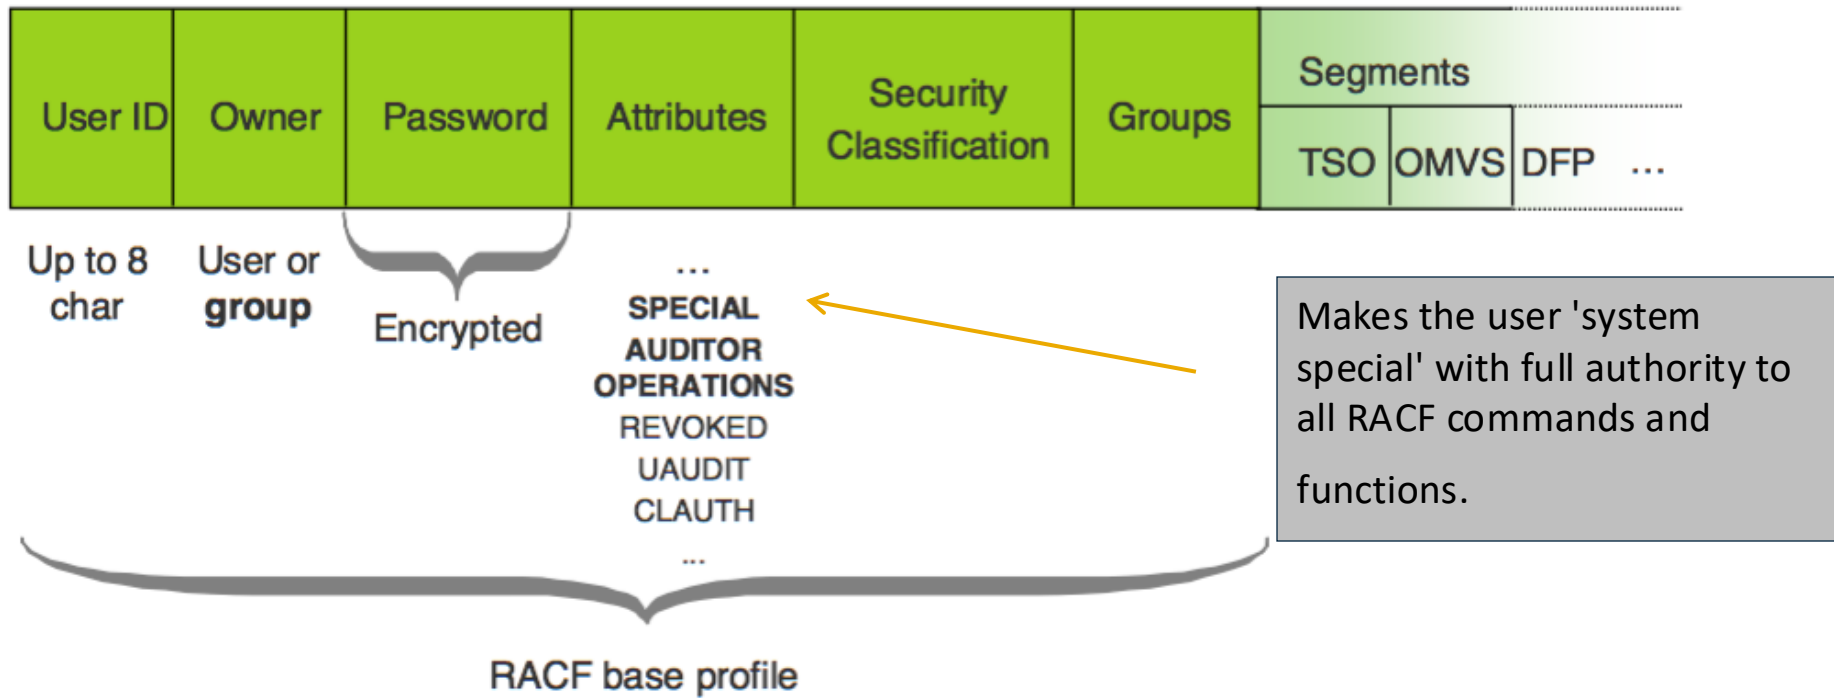 User ID
Owner
Password
Attributes
Security
Classification
Groups
Segments
TSO
OMVS
DFP
...
Up to 8
char
User or
group
Encrypted
...
SPECIAL
AUDITOR
OPERATIONS
REVOKED
UAUDIT
CLAUTH
...
Makes the user 'system
special' with full authority to
all RACF commands and
functions.
RACF base profile